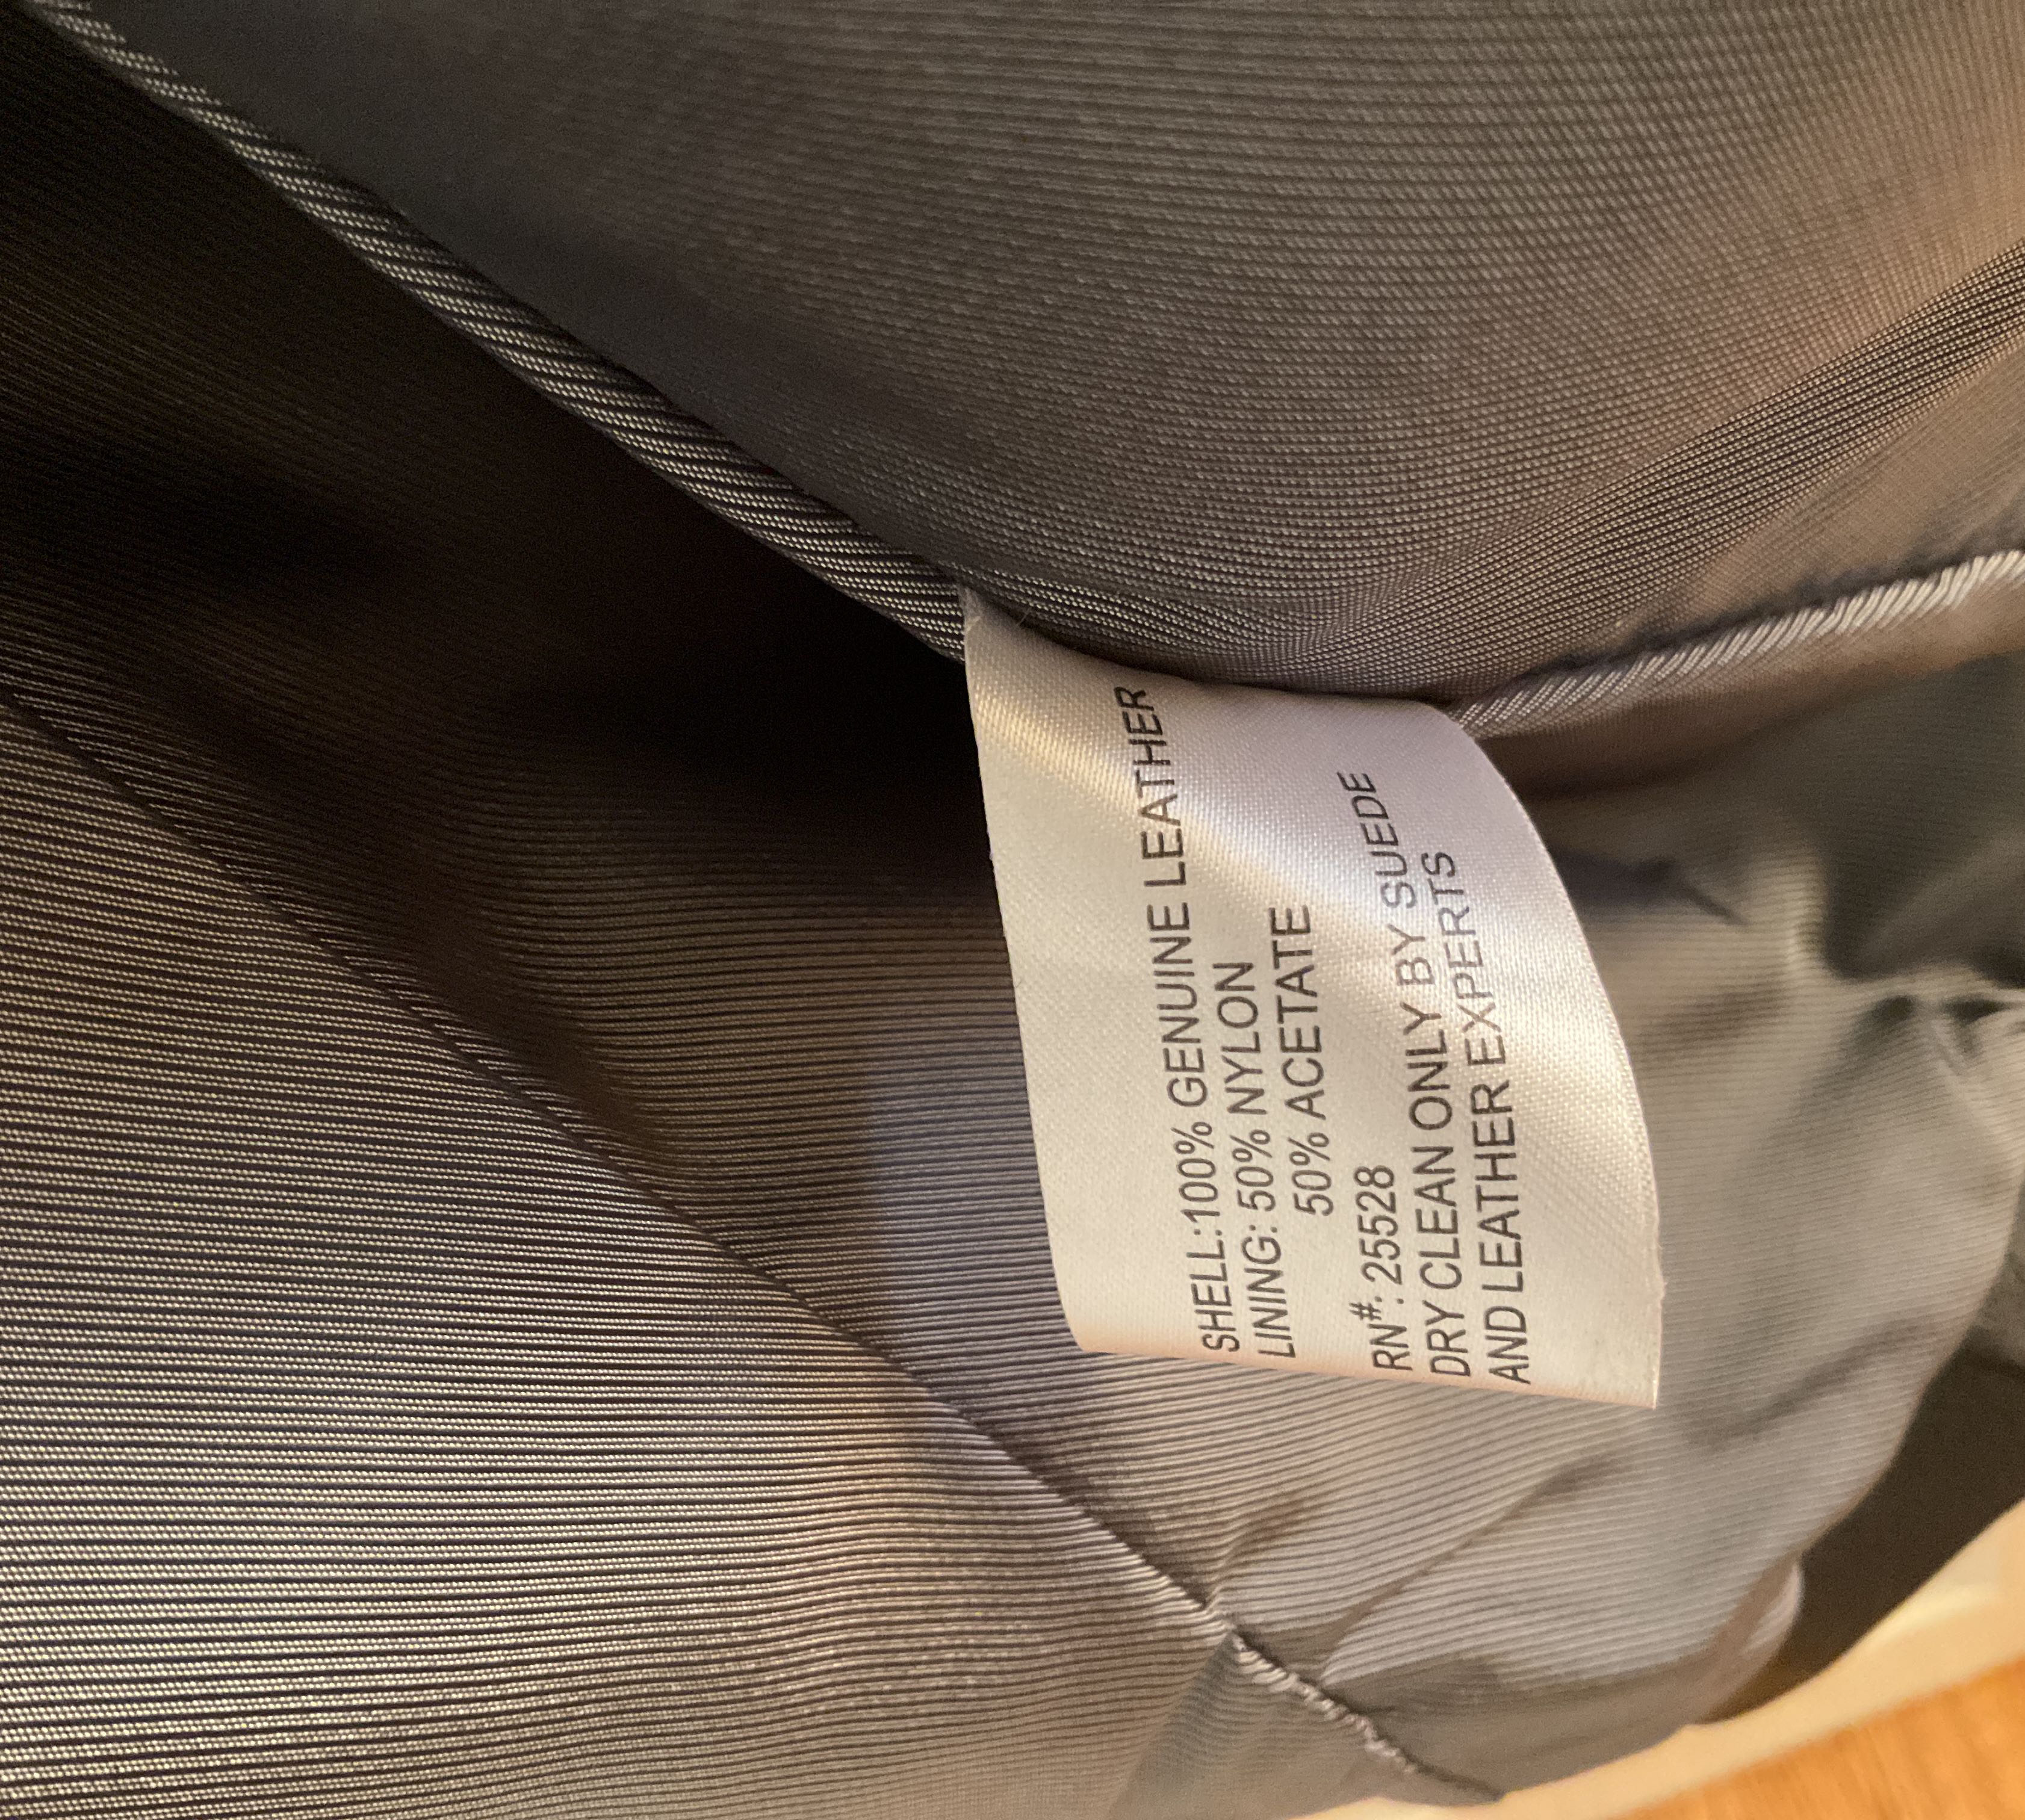 SHELL:100% GENUINE LEATHER
LINING: 50% NYLON
50% ACETATE
RN#: 25528
DRY CLEAN ONLY BY SUEDE
AND LEATHER EXPERTS